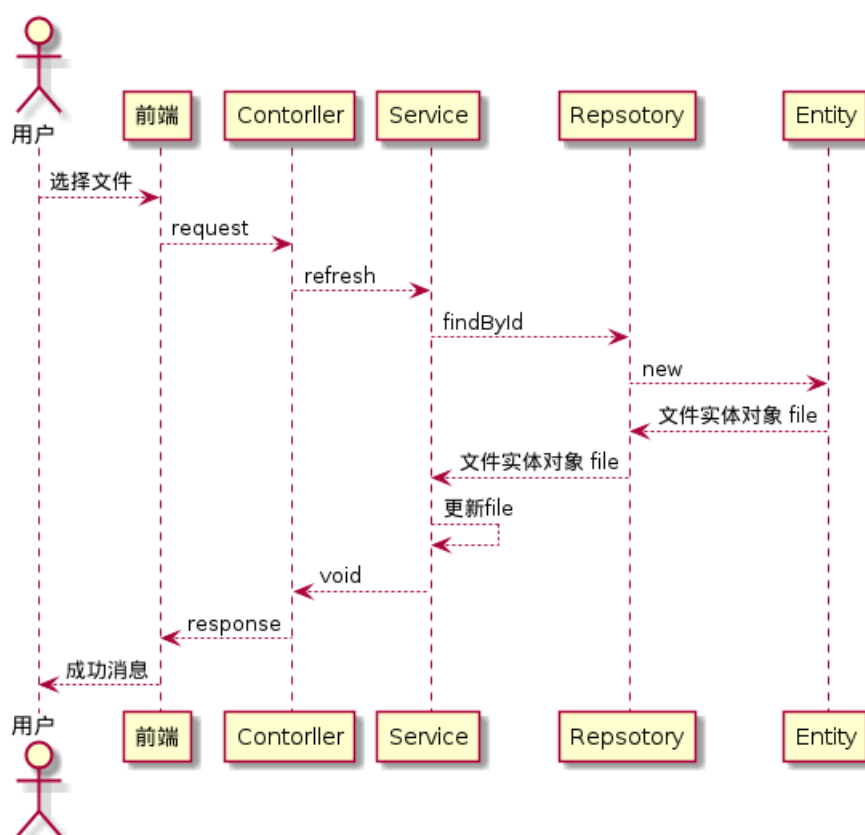 用户
前端
Contorller
Service
Repsotory
Entity
选择文件
request
refresh
findById
new
文件实体对象 file
文件实体对象 file
更新file
void
response
成功消息
用户
前端
Contorller
Service
Repsotory
Entity